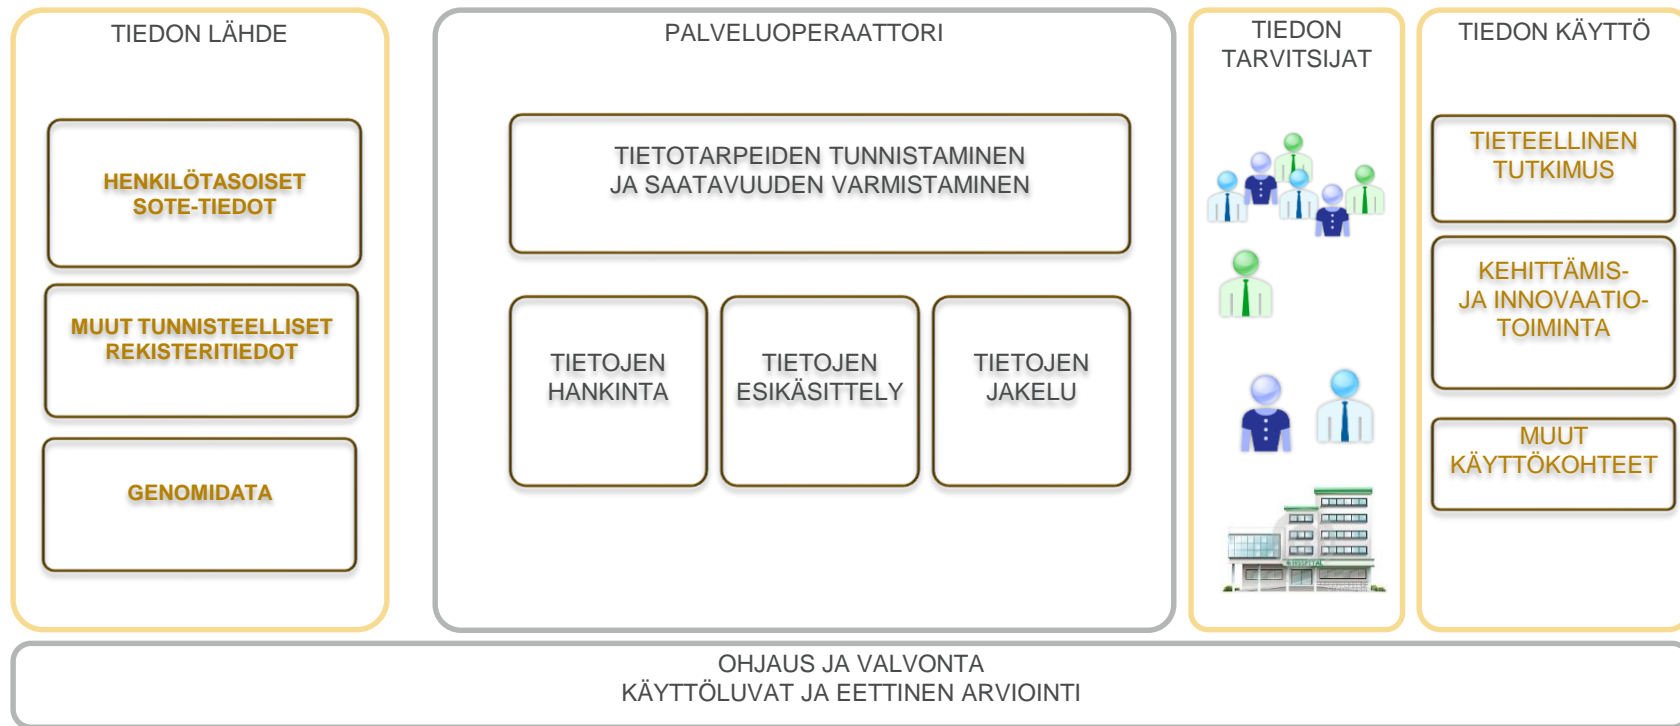 TIEDON LÄHDE
HENKILÖTASOISET
SOTE-TIEDOT
MUUT TUNNISTEELLISET
REKISTERITIEDOT
GENOMIDATA
PALVELUOPERAATTORI
TIETOTARPEIDEN TUNNISTAMINEN
JA SAATAVUUDEN VARMISTAMINEN
TIETOJEN
HANKINTA
TIETOJEN
ESIKÄSITTELY
TIETOJEN
JAKELU
TIEDON
TARVITSIJAT
HOSPITAL
TIEDON KÄYTTÖ
TIETEELLINEN
TUTKIMUS
KEHITTÄMIS-
JA INNOVAATIO-
TOIMINTA
MUUT
KÄYTTÖKOHTEET
OHJAUS JA VALVONTA
KÄYTTÖLUVAT JA EETTINEN ARVIOINTI